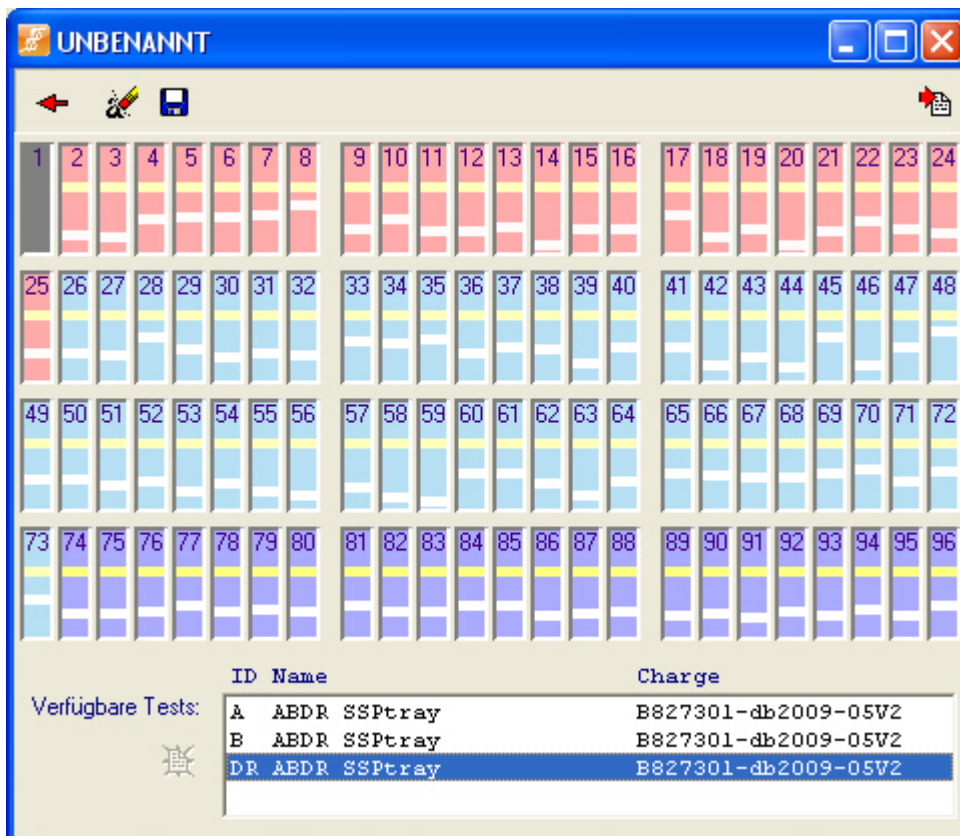 UNBENANNT
1 2 3 4 5 6 7 8 9 10 11 12 13 14 15 16 17 18 19 20 21 22 23 24
25 26 27 28 29 30 31 32 33 34 35 36 37 38 39 40 41 42 43 44 45 46 47 48
49 50 51 52 53 54 55 56 57 58 59 60 61 62 63 64 65 66 67 68 69 70 71 72
73 74 75 76 77 78 79 80 81 82 83 84 85 86 87 88 89 90 91 92 93 94 95 96
ID Name Charge
Verfügbare Tests:
A ABDR SSPtray B827301-db2009-05V2
B ABDR SSPtray B827301-db2009-05V2
DR ABDR SSPtray B827301-db2009-05V2